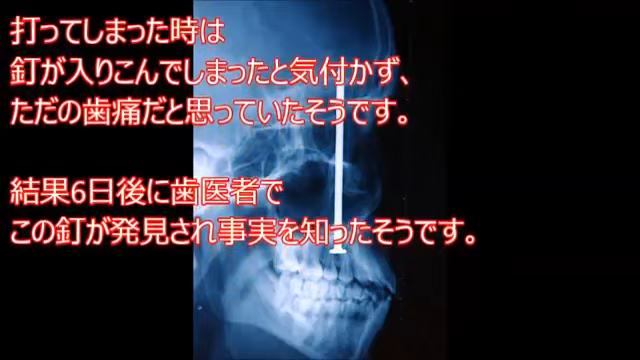 打ってしまった時は
釘が入りこんでしまったと気付かず、
ただの歯痛だと思っていたそうです。
結果6日後に歯医者で
この釘が発見され事実を知ったそうです。